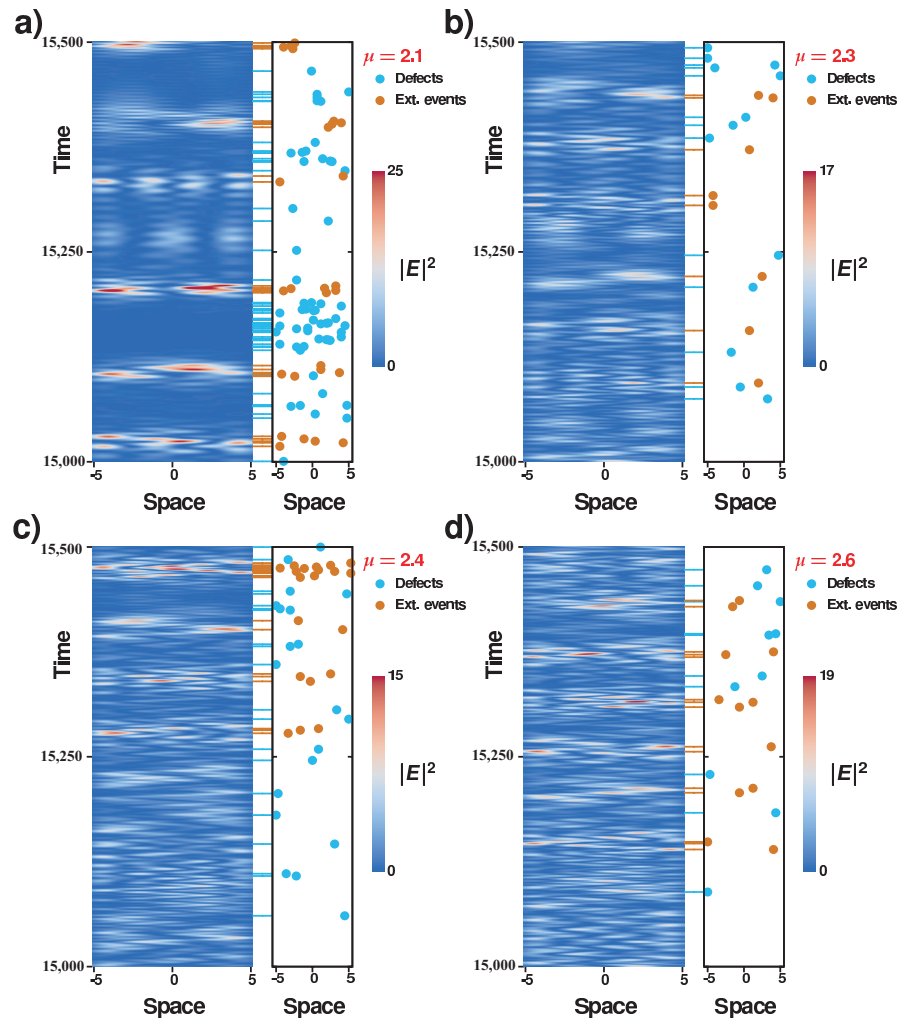 a)
μ = 2.1
Defects
Ext. events
15,500
15,250
15,000
Time
25
|E|²
0
-5 0 5
-5 0 5
Space
Space
b)
μ = 2.3
Defects
Ext. events
15,500
15,250
15,000
Time
17
|E|²
0
-5 0 5
-5 0 5
Space
Space
c)
μ = 2.4
Defects
Ext. events
15,500
15,250
15,000
Time
15
|E|²
0
-5 0 5
-5 0 5
Space
Space
d)
μ = 2.6
Defects
Ext. events
15,500
15,250
15,000
Time
19
|E|²
0
-5 0 5
-5 0 5
Space
Space